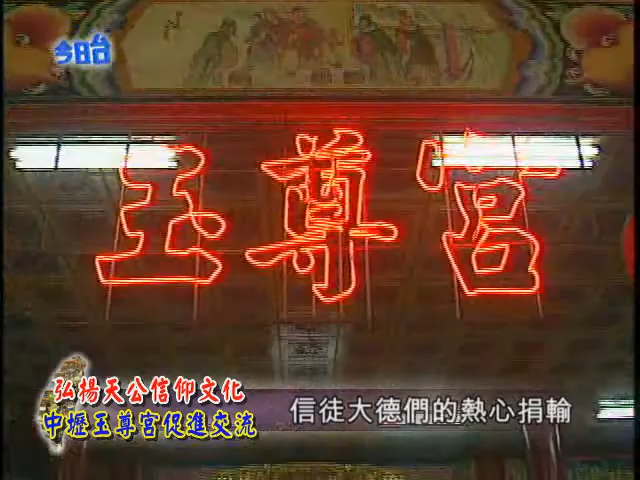 今日台
玉尊宮
弘揚天公信仰文化
中壢玉尊宮促進交流
信徒大德們的熱心捐輸